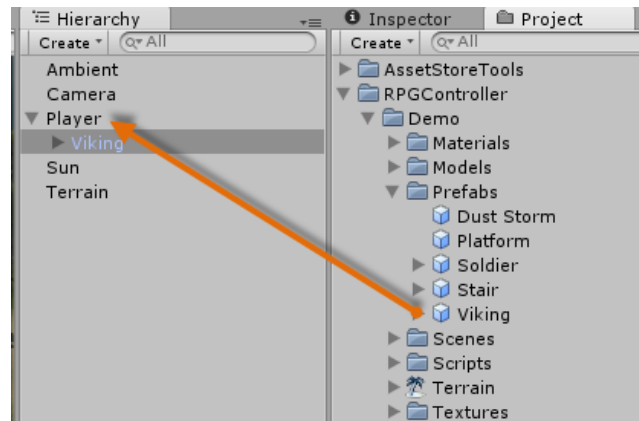 Hierarchy
Create
All
Ambient
Camera
Player
Viking
Sun
Terrain
Inspector
Project
Create
All
AssetStoreTools
RPGController
Demo
Materials
Models
Prefabs
Dust Storm
Platform
Soldier
Stair
Viking
Scenes
Scripts
Terrain
Textures